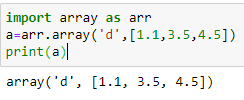 import array as arr
a=arr.array('d',[1.1,3.5,4.5])
print(a)
array('d', [1.1, 3.5, 4.5])